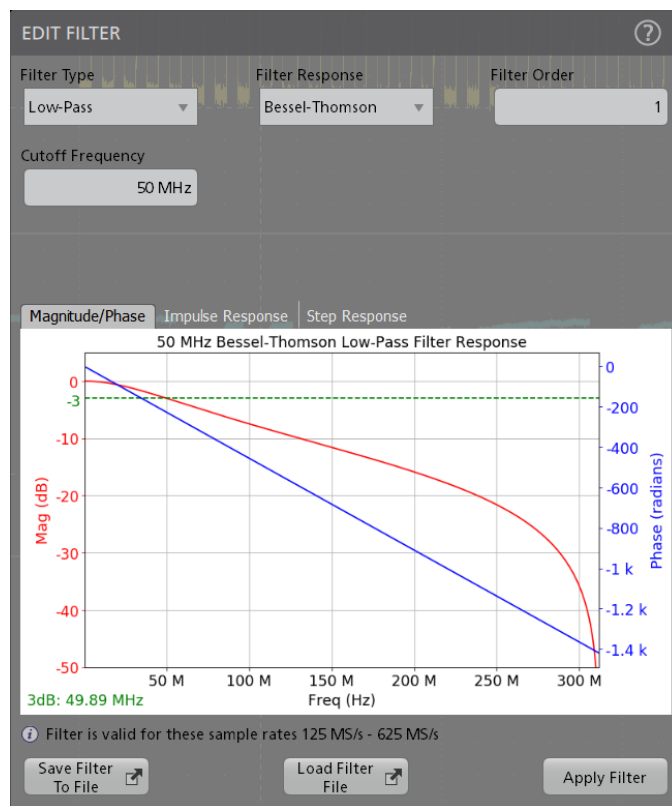 EDIT FILTER
?
Filter Type
Filter Response
Filter Order
Low-Pass
Bessel-Thomson
1
Cutoff Frequency
50 MHz
Magnitude/Phase
Impulse Response
Step Response
50 MHz Bessel-Thomson Low-Pass Filter Response
0
-3
-10
-20
-30
-40
-50
Mag (dB)
0
-200
-400
-600
-800
-1 k
-1.2 k
-1.4 k
Phase (radians)
50 M
100 M
150 M
200 M
250 M
300 M
3dB: 49.89 MHz
Freq (Hz)
i
Filter is valid for these sample rates 125 MS/s - 625 MS/s
Save Filter
To File
Load Filter
File
Apply Filter